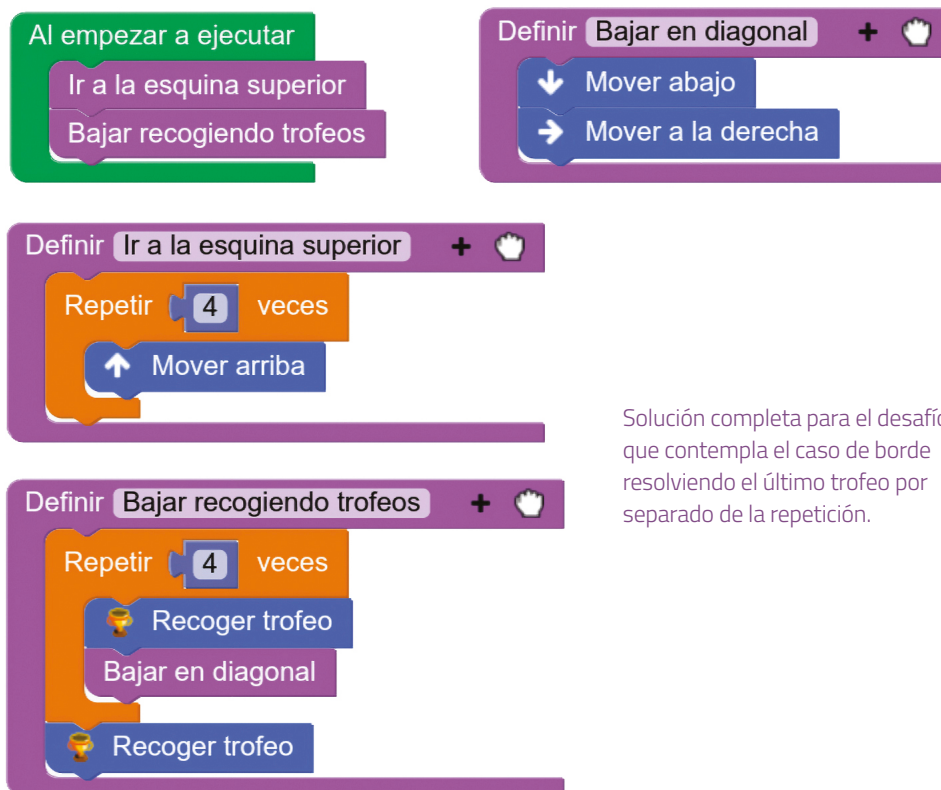 Al empezar a ejecutar
Ir a la esquina superior
Bajar recogiendo trofeos
Definir Bajar en diagonal +
Mover abajo
Mover a la derecha
Definir Ir a la esquina superior +
Repetir 4 veces
Mover arriba
Solución completa para el desafío
que contempla el caso de borde
resolviendo el último trofeo por
separado de la repetición.
Definir Bajar recogiendo trofeos +
Repetir 4 veces
Recoger trofeo
Bajar en diagonal
Recoger trofeo